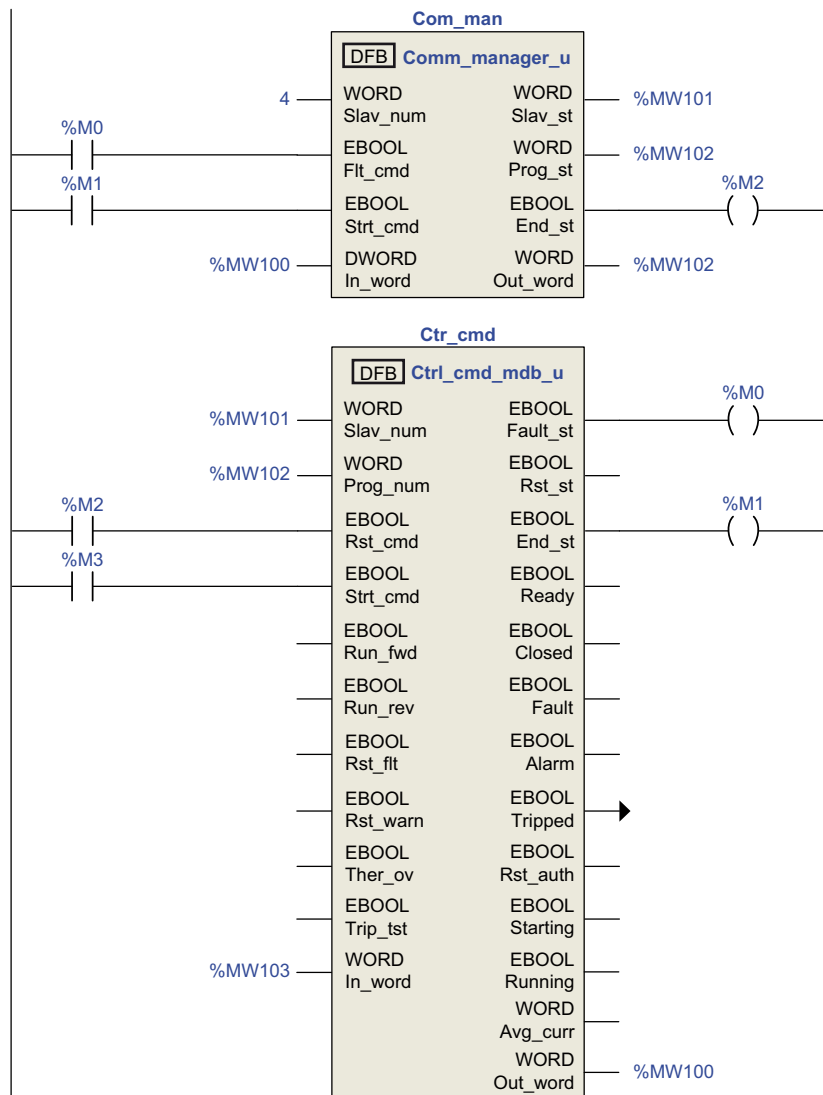 Com_man
DFB Comm_manager_u
4 WORD WORD %MW101
Slav_num Slav_st
%M0
EBOOL WORD %MW102
Flt_cmd Prog_st
%M1 %M2
EBOOL EBOOL
Strt_cmd End_st
%MW100 DWORD WORD %MW102
In_word Out_word
Ctr_cmd
DFB Ctrl_cmd_mdb_u
%M0
%MW101 WORD EBOOL
Slav_num Fault_st
%MW102 WORD EBOOL
Prog_num Rst_st
%M2 %M1
EBOOL EBOOL
Rst_cmd End_st
%M3
EBOOL EBOOL
Strt_cmd Ready
EBOOL EBOOL
Run_fwd Closed
EBOOL EBOOL
Run_rev Fault
EBOOL EBOOL
Rst_flt Alarm
EBOOL EBOOL
Rst_warn Tripped
EBOOL EBOOL
Ther_ov Rst_auth
EBOOL EBOOL
Trip_tst Starting
%MW103 WORD EBOOL
In_word Running
WORD
Avg_curr
WORD %MW100
Out_word